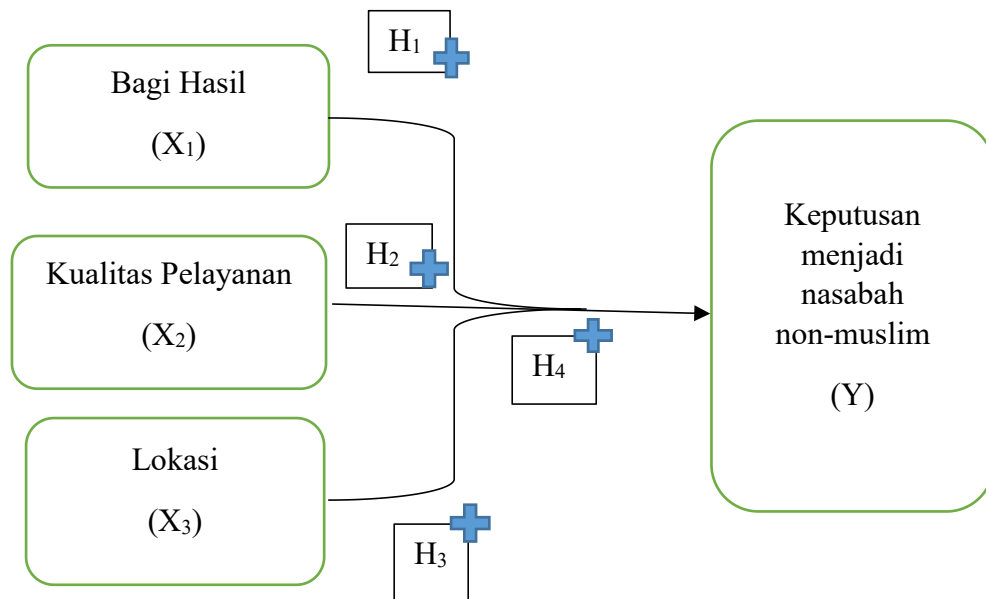 H₁
Bagi Hasil
(X₁)
H₂
Kualitas Pelayanan
(X₂)
H₄
Lokasi
(X₃)
H₃
Keputusan
menjadi
nasabah
non-muslim
(Y)